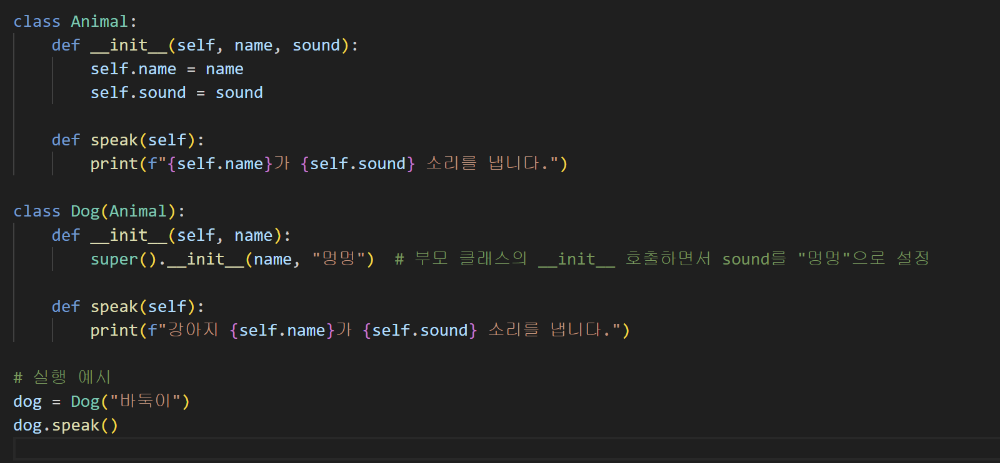 class Animal:
    def __init__(self, name, sound):
        self.name = name
        self.sound = sound
    def speak(self):
        print(f"{self.name}가 {self.sound} 소리를 냅니다.")
class Dog(Animal):
    def __init__(self, name):
        super().__init__(name, "멍멍")  # 부모 클래스의 __init__ 호출하면서 sound를 "멍멍"으로 설정
    def speak(self):
        print(f"강아지 {self.name}가 {self.sound} 소리를 냅니다.")
# 실행 예시
dog = Dog("바둑이")
dog.speak()